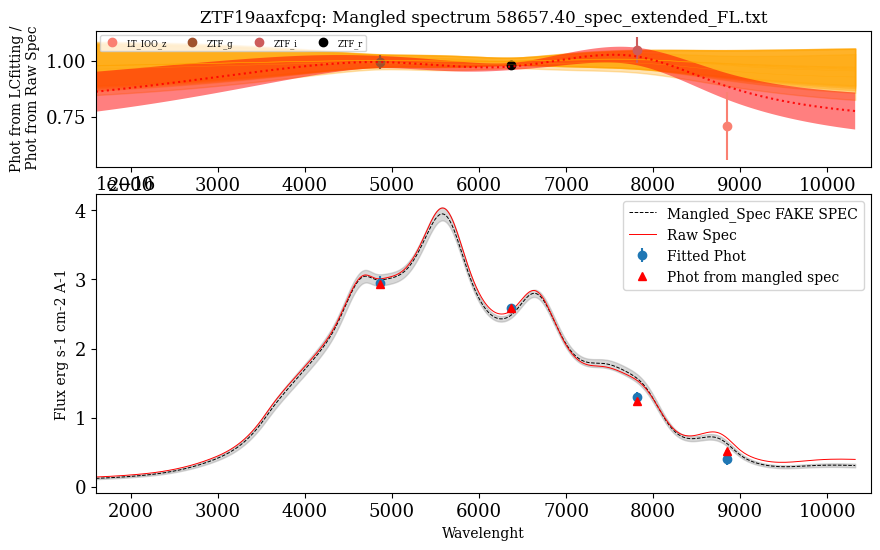 ZTF19aaxfcpq: Mangled spectrum 58657.40_spec_extended_FL.txt
Phot from LCfitting /
Phot from Raw Spec
LT_IOO_z ZTF_g ZTF_i ZTF_r
1.00
0.75
2000 3000 4000 5000 6000 7000 8000 9000 10000
1e−16
Flux erg s-1 cm-2 A-1
4
3
2
1
0
Mangled_Spec FAKE SPEC
Raw Spec
Fitted Phot
Phot from mangled spec
2000 3000 4000 5000 6000 7000 8000 9000 10000
Wavelenght